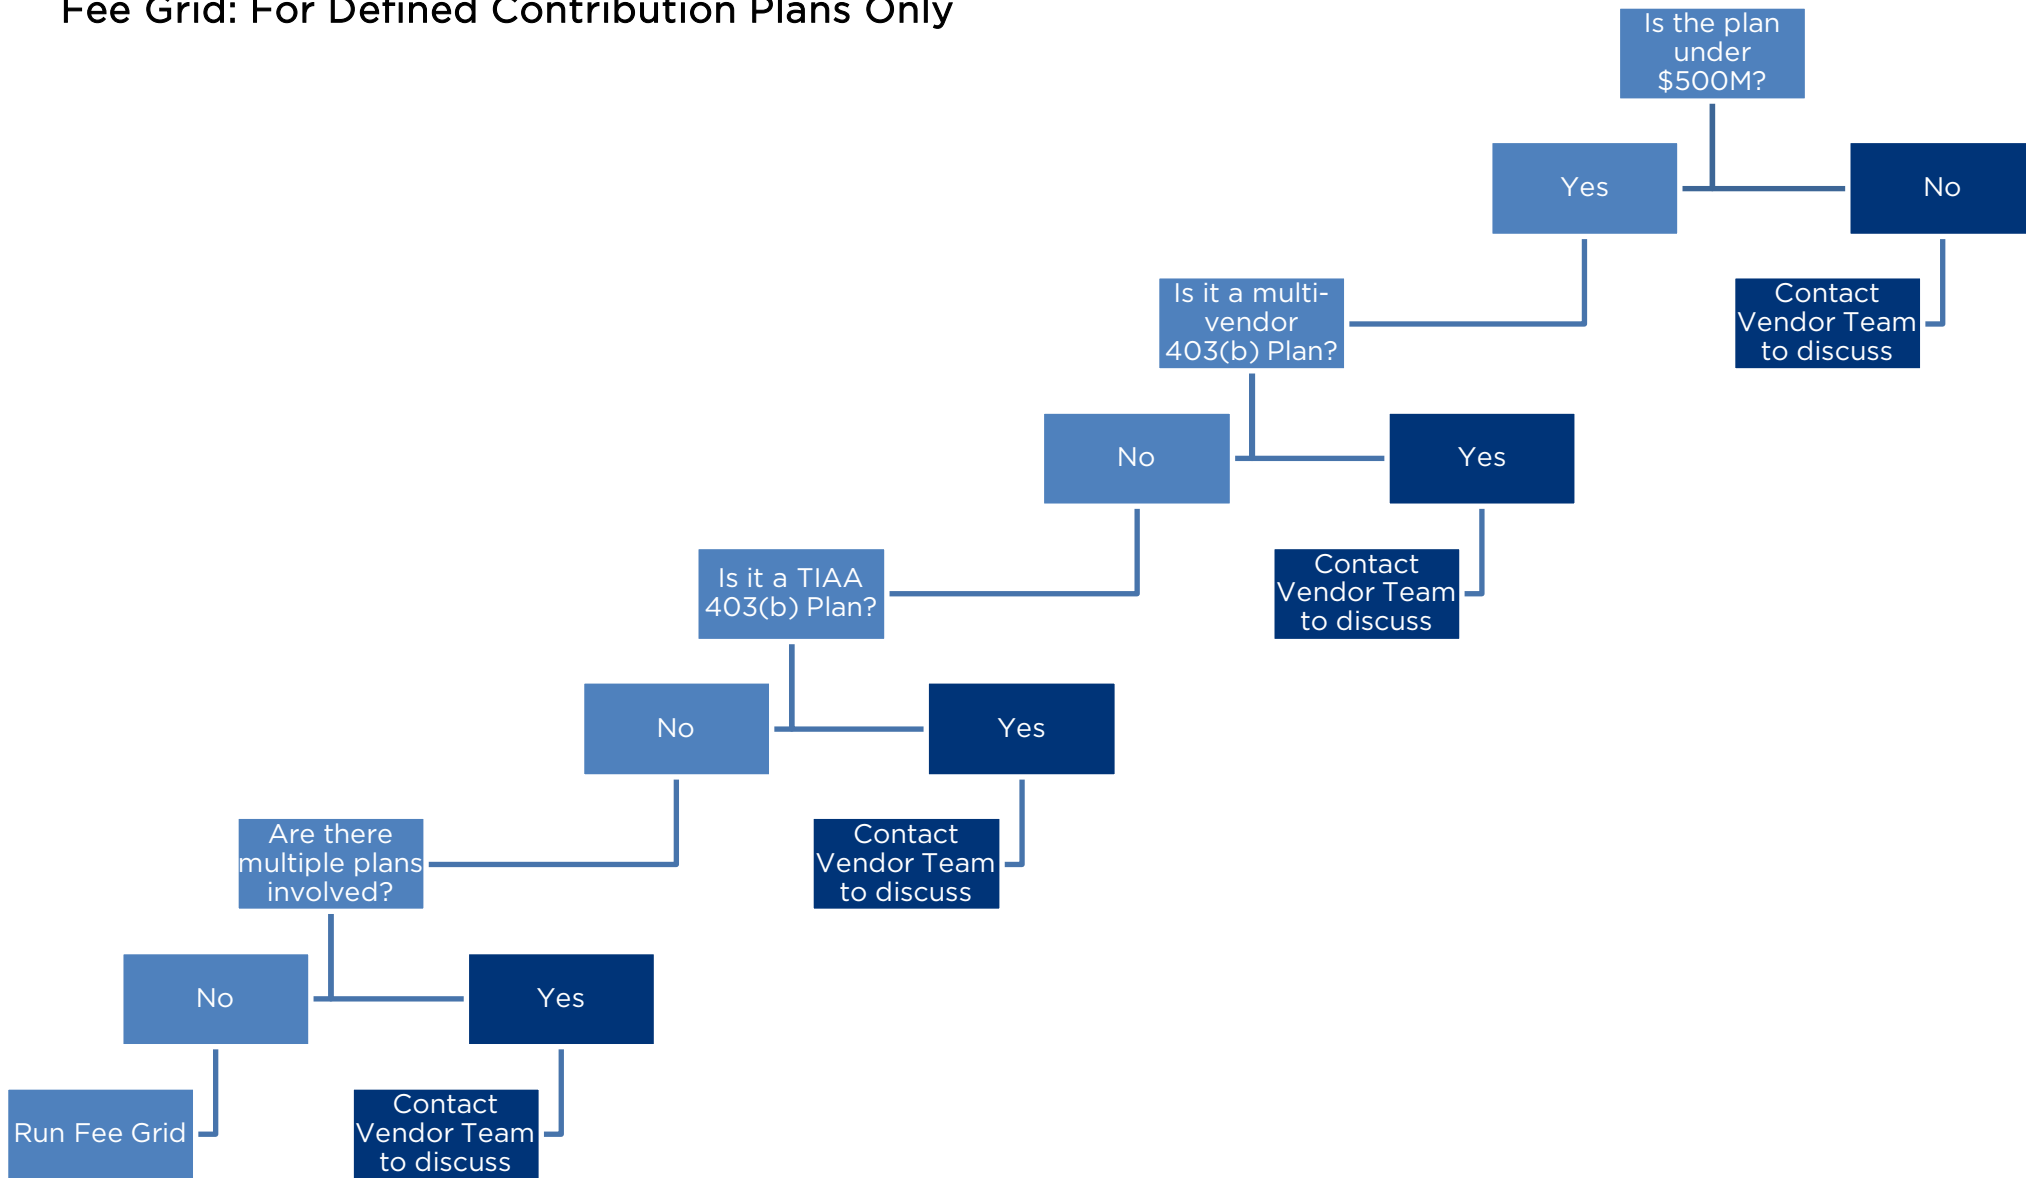 Fee Grid: For Defined Contribution Plans Only
Is the plan
under
$500M?
Yes
No
Is it a multi-
vendor
403(b) Plan?
Contact
Vendor Team
to discuss
No
Yes
Is it a TIAA
403(b) Plan?
Contact
Vendor Team
to discuss
No
Yes
Are there
multiple plans
involved?
Contact
Vendor Team
to discuss
No
Yes
Run Fee Grid
Contact
Vendor Team
to discuss